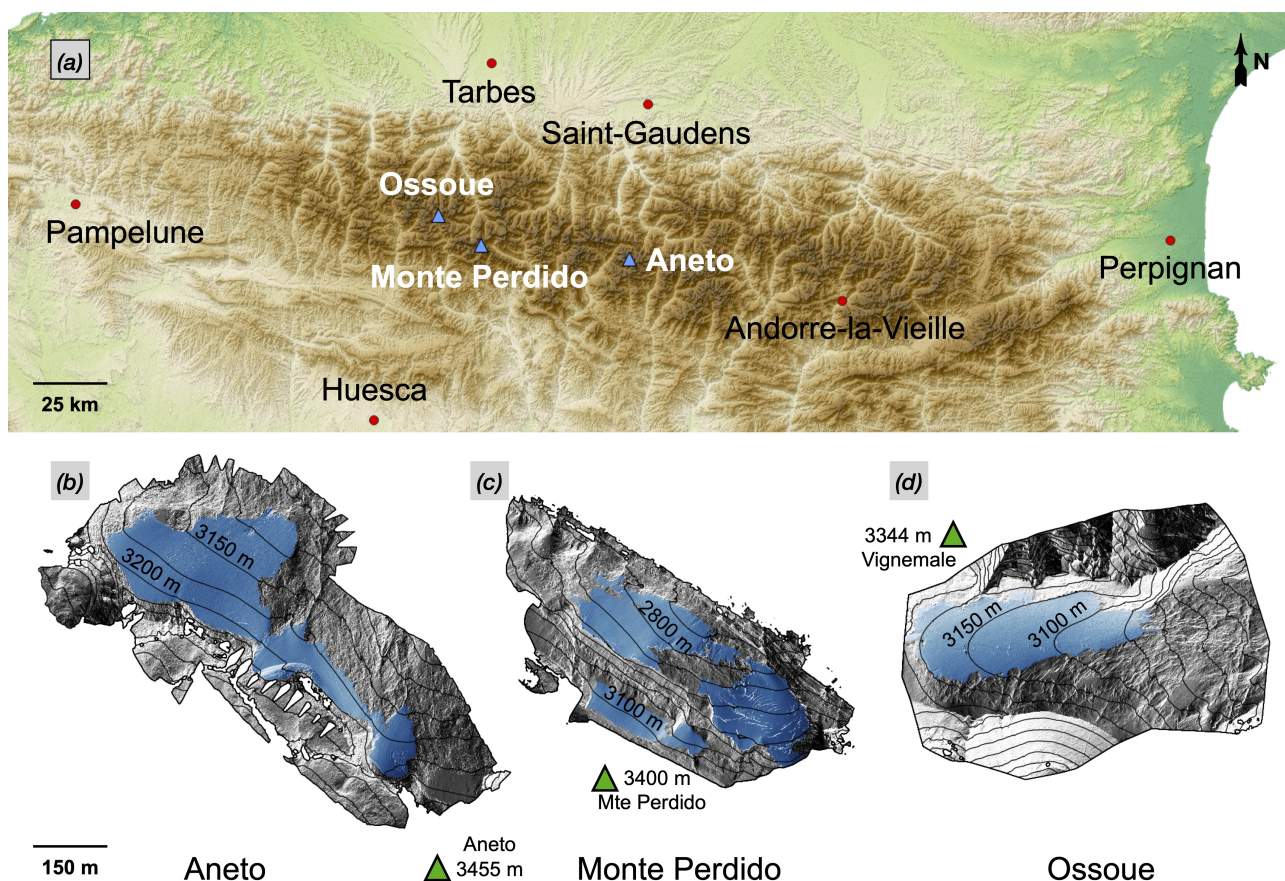 (a)
N
Tarbes
Saint-Gaudens
Ossoue
Pampelune
Monte Perdido
Aneto
Perpignan
Andorre-la-Vieille
Huesca
25 km
(b)
3150 m
3200 m
(c)
2800 m
3100 m
3400 m
Mte Perdido
(d)
3344 m
Vignemale
3150 m
3100 m
150 m
Aneto
Aneto
3455 m
Monte Perdido
Ossoue